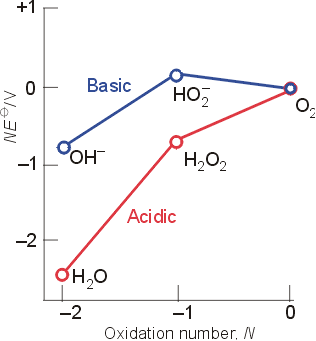 +1
0
−1
−2
NE⦵/V
Basic
HO₂⁻
O₂
OH⁻
H₂O₂
Acidic
H₂O
−2
−1
0
Oxidation number, N